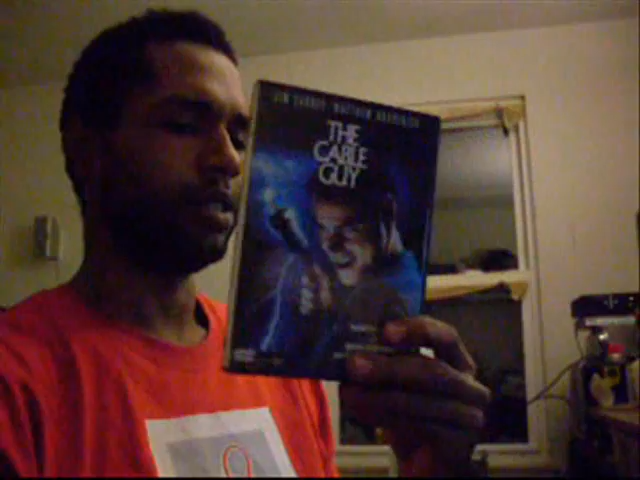 JIM CARREY MATTHEW BRODERICK
THE
CABLE
GUY